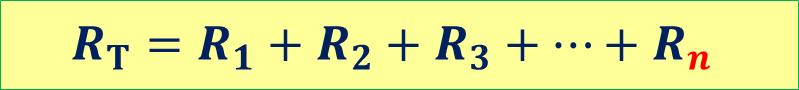 R_T = R_1 + R_2 + R_3 + ⋯ + R_n